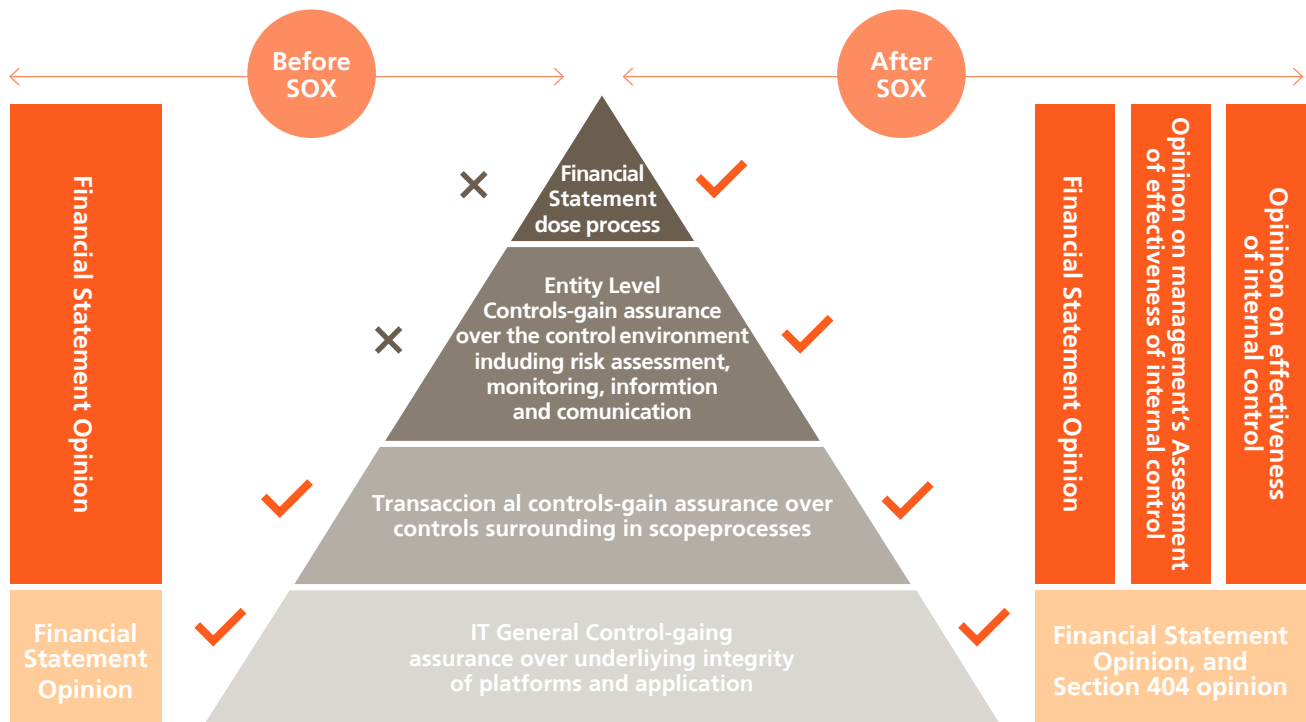 Before
SOX
After
SOX
Financial Statement Opinion
Financial
Statement
Opinion
Financial
Statement
dose process
Entity Level
Controls-gain assurance
over the control environment
induding risk assessment,
monitoring, informtion
and comunication
Transaccion al controls-gain assurance over
controls surrounding in scopeprocesses
IT General Control-gaing
assurance over underliying integrity
of platforms and application
Financial Statement Opinion
Opininon on management's Assessment
of effectiveness of internal control
Opininon on effectiveness
of internal control
Financial Statement
Opinion, and
Section 404 opinion